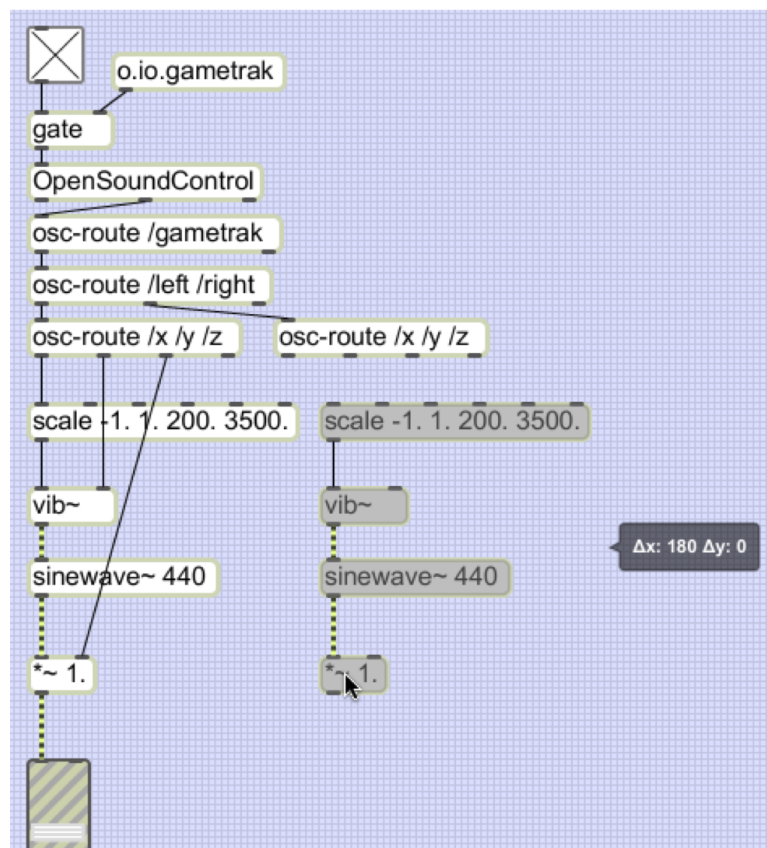 o.io.gametrak
gate
OpenSoundControl
osc-route /gametrak
osc-route /left /right
osc-route /x /y /z
osc-route /x /y /z
scale -1. 1. 200. 3500.
scale -1. 1. 200. 3500.
vib~
vib~
Δx: 180 Δy: 0
sinewave~ 440
sinewave~ 440
*~ 1.
*~ 1.